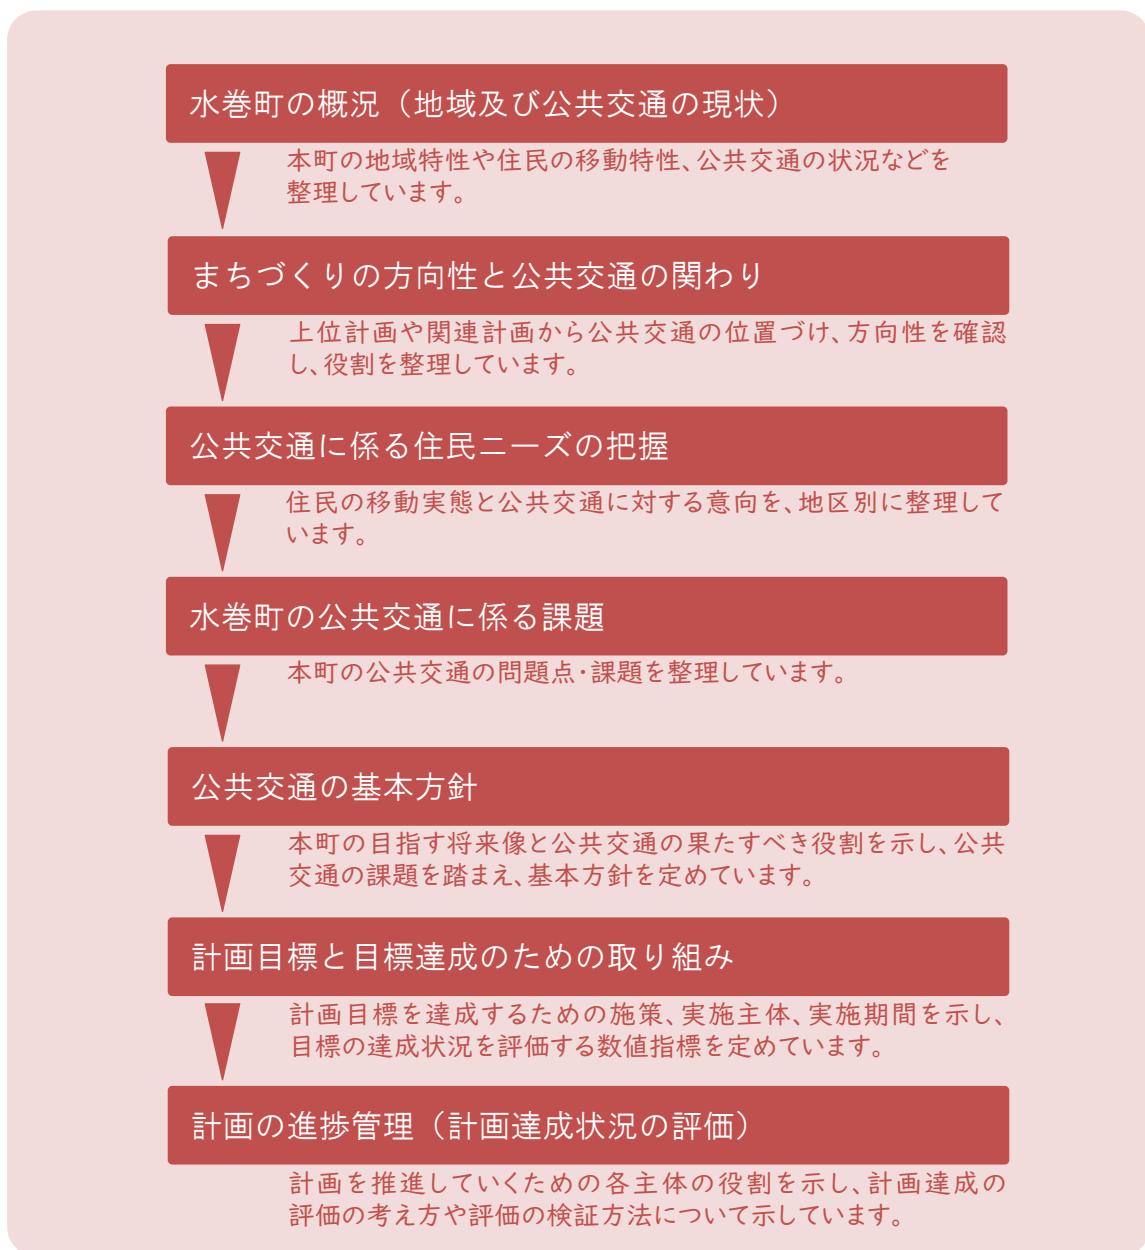 水巻町の概況（地域及び公共交通の現状）
本町の地域特性や住民の移動特性、公共交通の状況などを
整理しています。
まちづくりの方向性と公共交通の関わり
上位計画や関連計画から公共交通の位置づけ、方向性を確認
し、役割を整理しています。
公共交通に係る住民ニーズの把握
住民の移動実態と公共交通に対する意向を、地区別に整理して
います。
水巻町の公共交通に係る課題
本町の公共交通の問題点・課題を整理しています。
公共交通の基本方針
本町の目指す将来像と公共交通の果たすべき役割を示し、公共
交通の課題を踏まえ、基本方針を定めています。
計画目標と目標達成のための取り組み
計画目標を達成するための施策、実施主体、実施期間を示し、
目標の達成状況を評価する数値指標を定めています。
計画の進捗管理（計画達成状況の評価）
計画を推進していくための各主体の役割を示し、計画達成の
評価の考え方や評価の検証方法について示しています。